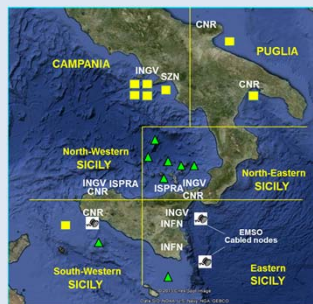 CNR
CAMPANIA
PUGLIA
INGV
SZN
CNR
North-Western
SICILY
North-Eastern
SICILY
INGV ISPRA
CNR
ISPRA
INGV
CNR
CNR
INGV
INFN
EMSO
Cabled nodes
INFN
South-Western
SICILY
Eastern
SICILY